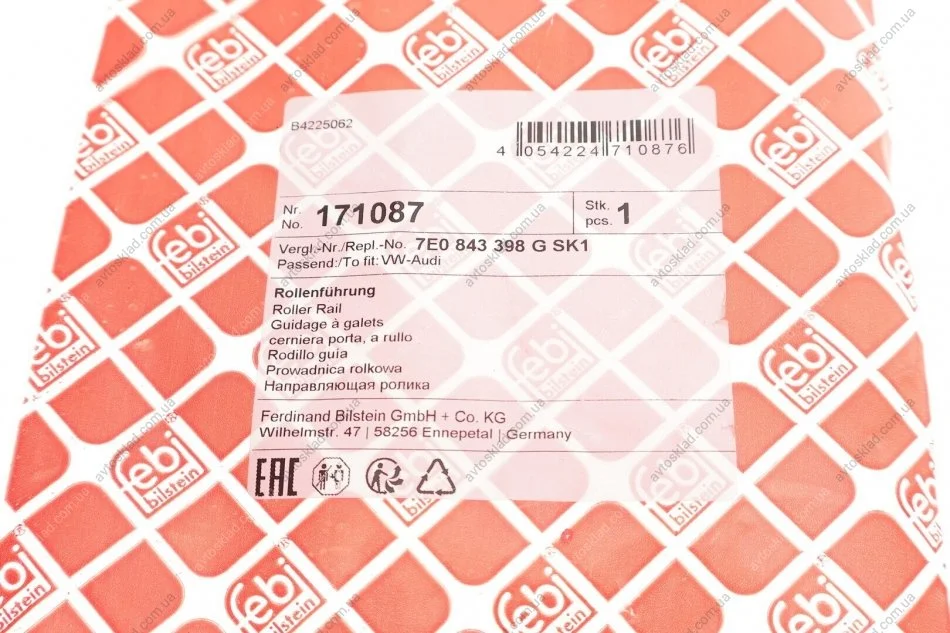 febi
bilstein
B4225062
4 054224 710876
Nr.
No. 171087
Stk.
pcs. 1
Vergl.-Nr./Repl.-No. 7E0 843 398 G SK1
Passend:/To fit: VW-Audi
Rollenführung
Roller Rail
Guidage à galets
cerniera porta, a rullo
Rodillo guia
Prowadnica rolkowa
Направляющая ролика
Ferdinand Bilstein GmbH + Co. KG
Wilhelmstr. 47 | 58256 Ennepetal | Germany
EAC
avtosklad.com.ua